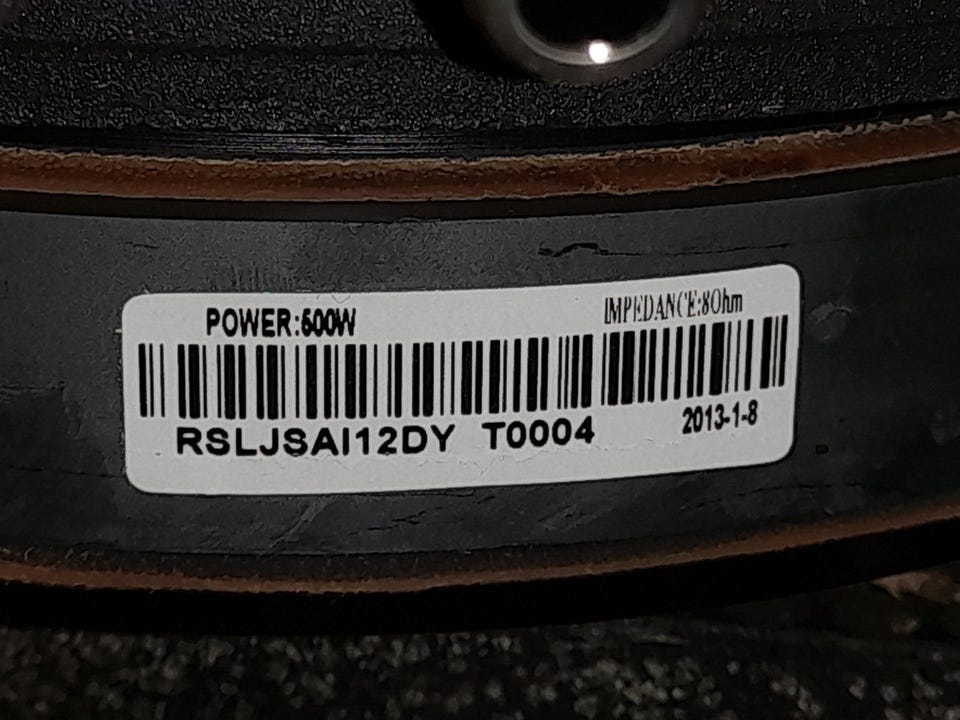 POWER:600W IMPEDANCE:8Ohm
RSLJSAI12DY T0004 2013-1-8